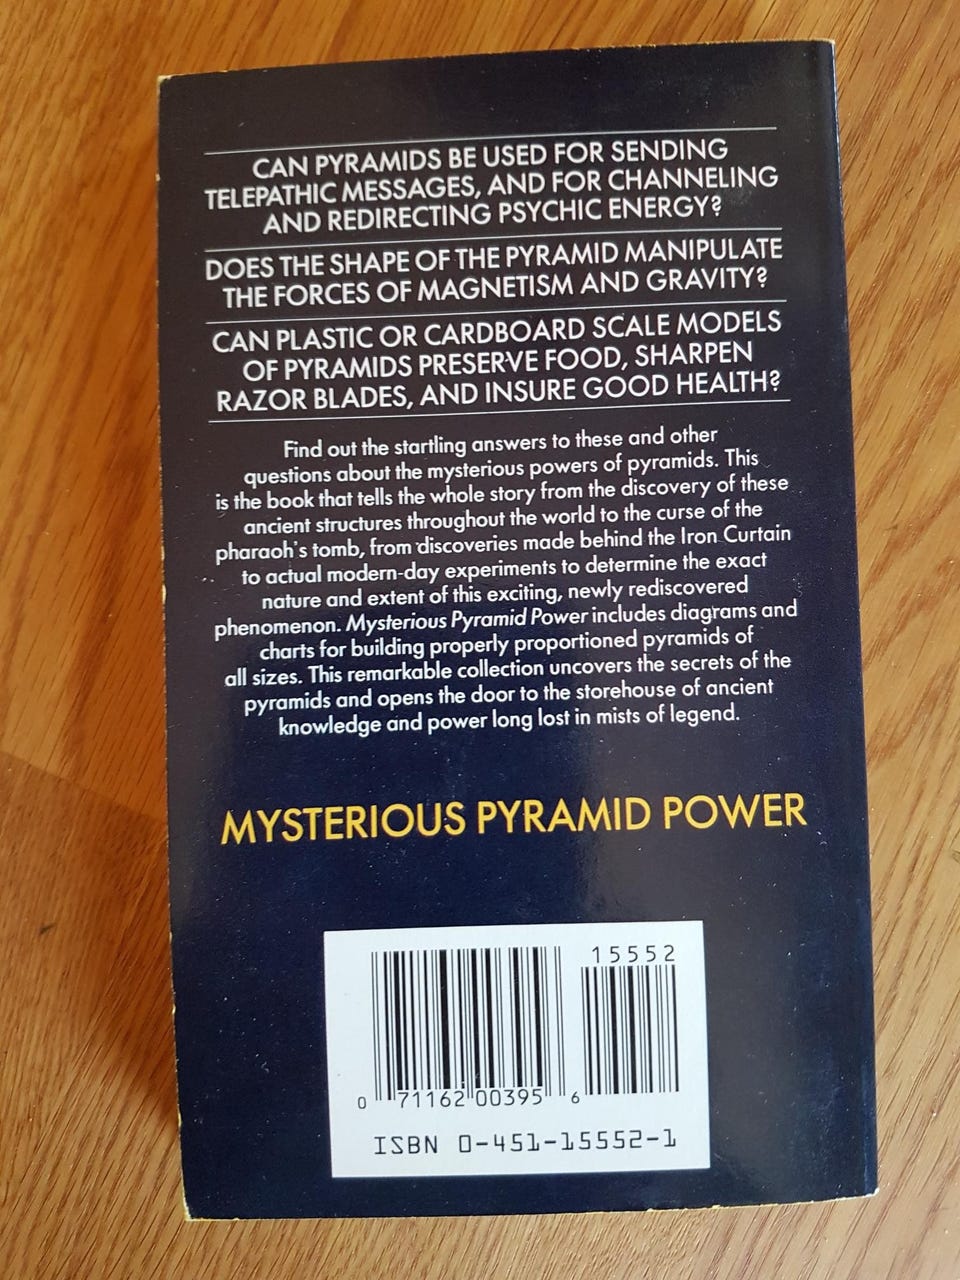 CAN PYRAMIDS BE USED FOR SENDING
TELEPATHIC MESSAGES, AND FOR CHANNELING
AND REDIRECTING PSYCHIC ENERGY?
DOES THE SHAPE OF THE PYRAMID MANIPULATE
THE FORCES OF MAGNETISM AND GRAVITY?
CAN PLASTIC OR CARDBOARD SCALE MODELS
OF PYRAMIDS PRESERVE FOOD, SHARPEN
RAZOR BLADES, AND INSURE GOOD HEALTH?
Find out the startling answers to these and other
questions about the mysterious powers of pyramids. This
is the book that tells the whole story from the discovery of these
ancient structures throughout the world to the curse of the
pharaoh's tomb, from discoveries made behind the Iron Curtain
to actual modern-day experiments to determine the exact
nature and extent of this exciting, newly rediscovered
phenomenon. Mysterious Pyramid Power includes diagrams and
charts for building properly proportioned pyramids of
all sizes. This remarkable collection uncovers the secrets of the
pyramids and opens the door to the storehouse of ancient
knowledge and power long lost in mists of legend.
MYSTERIOUS PYRAMID POWER
15552
0 71162 00395 6
ISBN 0-451-15552-1